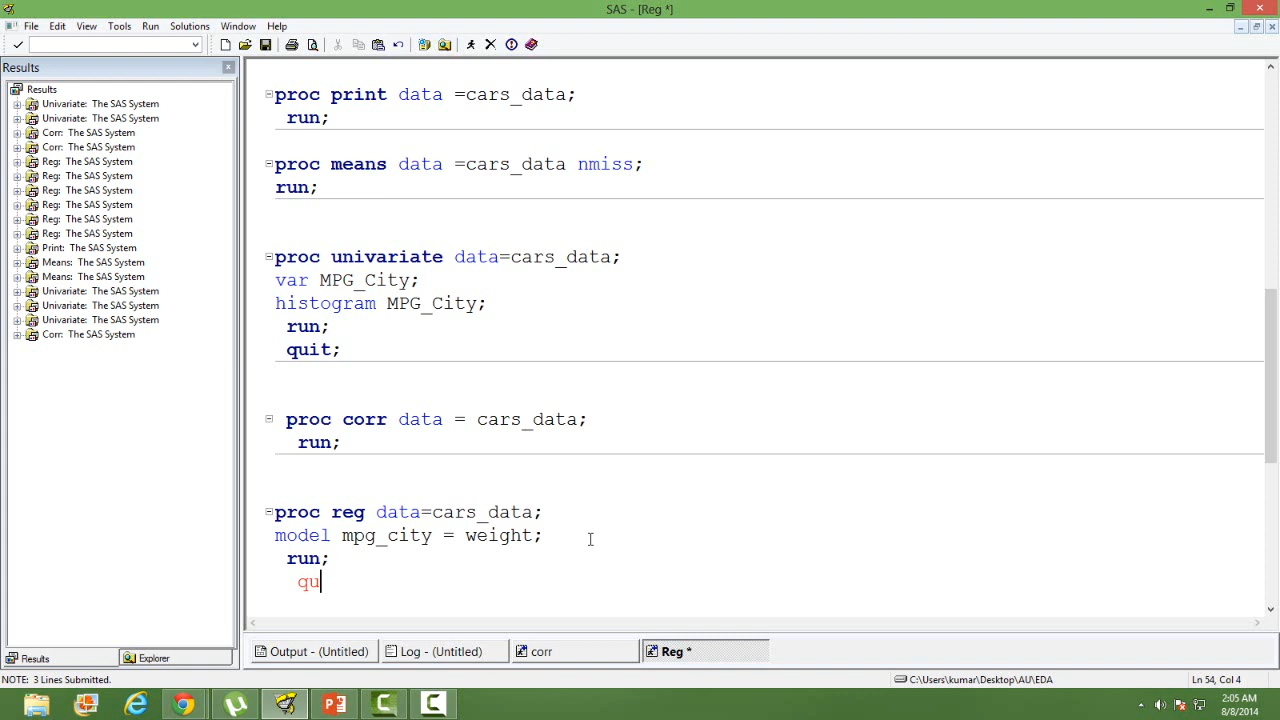 SAS - [Reg *]
File Edit View Tools Run Solutions Window Help
Results
Results
Univariate: The SAS System
Univariate: The SAS System
Corr: The SAS System
Corr: The SAS System
Reg: The SAS System
Reg: The SAS System
Reg: The SAS System
Reg: The SAS System
Reg: The SAS System
Reg: The SAS System
Print: The SAS System
Means: The SAS System
Means: The SAS System
Univariate: The SAS System
Univariate: The SAS System
Univariate: The SAS System
Corr: The SAS System
proc print data =cars_data;
run;
proc means data =cars_data nmiss;
run;
proc univariate data=cars_data;
var MPG_City;
histogram MPG_City;
run;
quit;
proc corr data = cars_data;
run;
proc reg data=cars_data;
model mpg_city = weight;
run;
qu
Results Explorer
Output - (Untitled) Log - (Untitled) corr Reg *
NOTE: 3 Lines Submitted. C:\Users\kumar\Desktop\AU\EDA Ln 54, Col 4
2:05 AM
8/8/2014